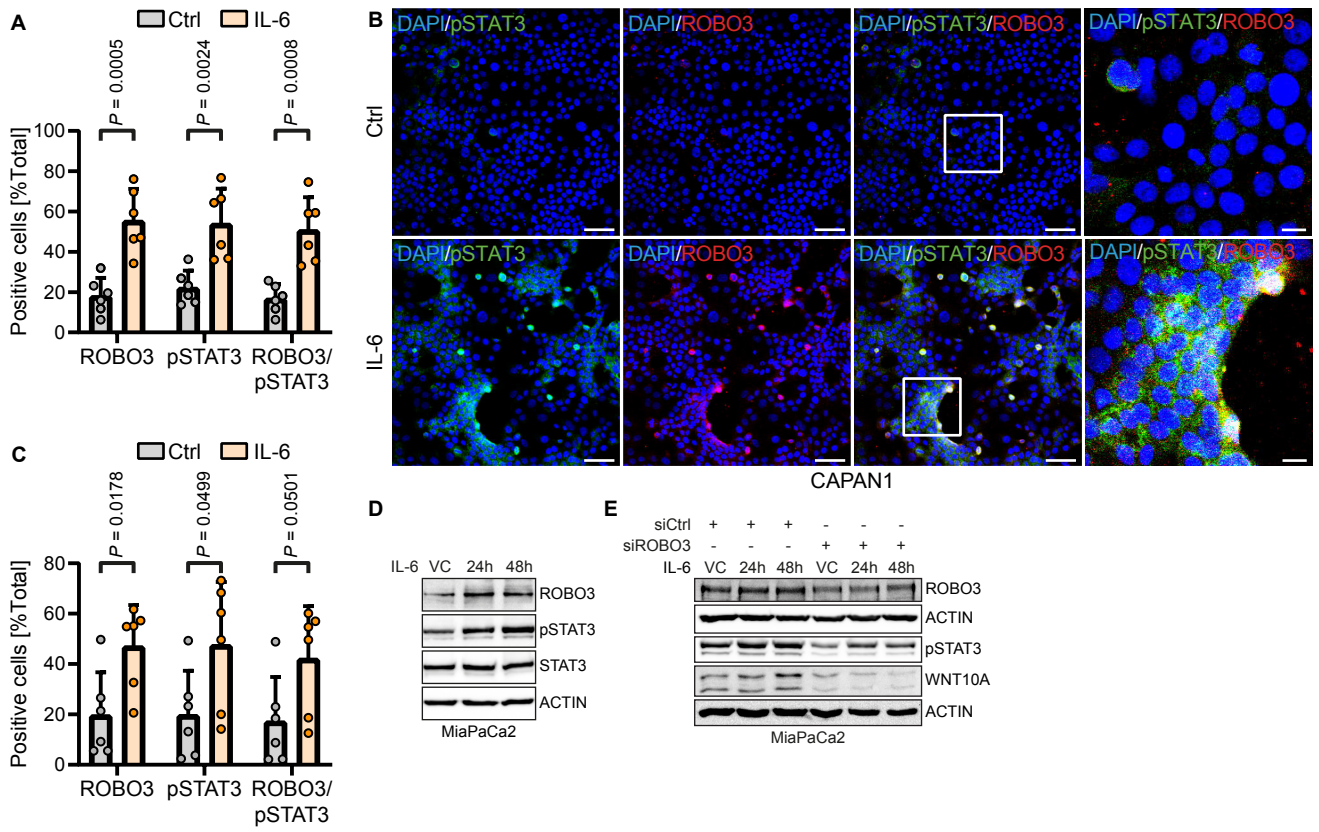 A
Ctrl IL-6
P = 0.0005
P = 0.0024
P = 0.0008
Positive cells [%Total]
100
80
60
40
20
0
ROBO3 pSTAT3 ROBO3/
pSTAT3
B
DAPI/pSTAT3 DAPI/ROBO3 DAPI/pSTAT3/ROBO3 DAPI/pSTAT3/ROBO3
Ctrl
DAPI/pSTAT3 DAPI/ROBO3 DAPI/pSTAT3/ROBO3 DAPI/pSTAT3/ROBO3
IL-6
CAPAN1
C
Ctrl IL-6
P = 0.0178
P = 0.0499
P = 0.0501
Positive cells [%Total]
80
60
40
20
0
ROBO3 pSTAT3 ROBO3/
pSTAT3
D
IL-6 VC 24h 48h
ROBO3
pSTAT3
STAT3
ACTIN
MiaPaCa2
E
siCtrl + + + - - -
siROBO3 - - - + + +
IL-6 VC 24h 48h VC 24h 48h
ROBO3
ACTIN
pSTAT3
WNT10A
ACTIN
MiaPaCa2